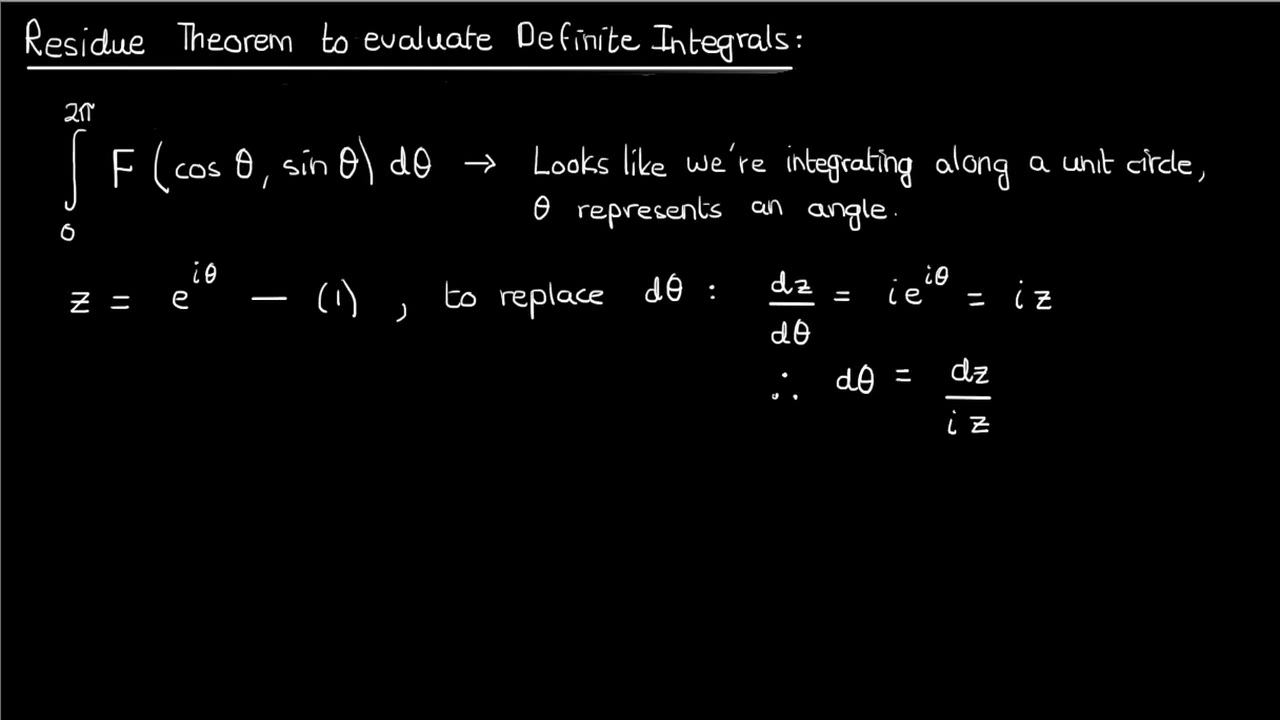 Residue Theorem to evaluate Definite Integrals:
∫₀^2π F (cos θ, sin θ) dθ → Looks like we're integrating along a unit circle,
θ represents an angle.
z = e^iθ — (1) , to replace dθ : dz/dθ = ie^iθ = iz
∴ dθ = dz/iz